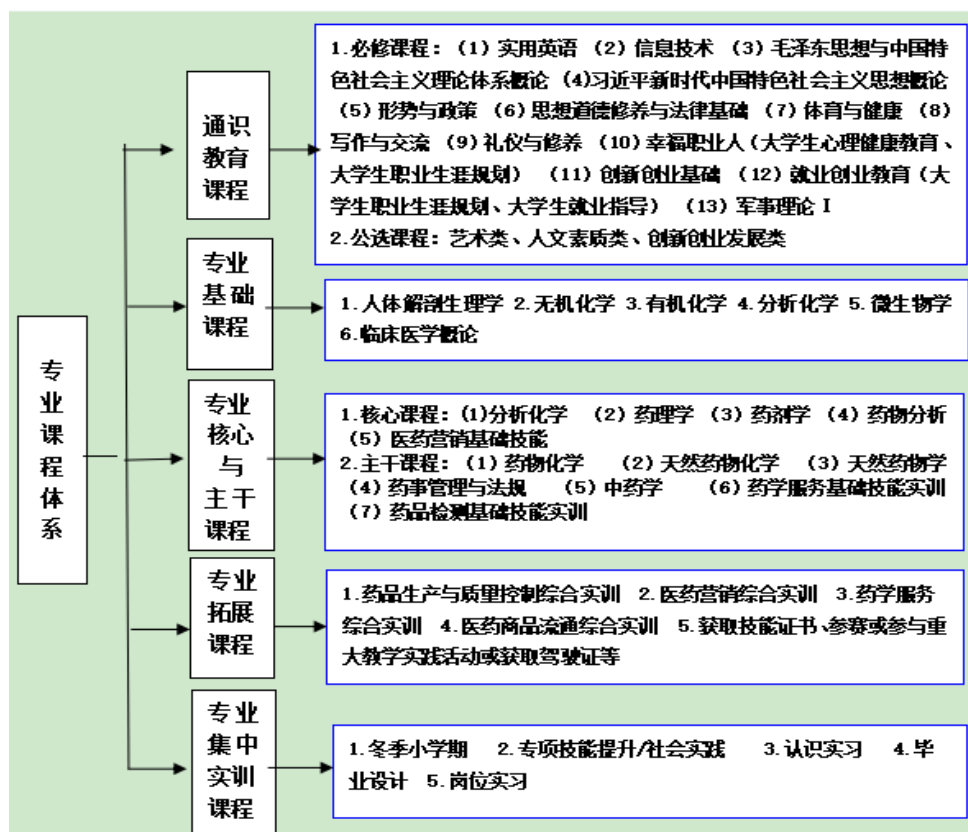 专业课程体系
通识教育课程
1.必修课程：（1）实用英语 （2）信息技术 （3）毛泽东思想与中国特
色社会主义理论体系概论 （4)习近平新时代中国特色社会主义思想概论
（5）形势与政策 （6）思想道德修养与法律基础 （7）体育与健康 （8）
写作与交流 （9）礼仪与修养 （10）幸福职业人（大学生心理健康教育、
大学生职业生涯规划） （11）创新创业基础 （12）就业创业教育（大
学生职业生涯规划、大学生就业指导） （13）军事理论Ⅰ
2.公选课程：艺术类、人文素质类、创新创业发展类
专业基础课程
1.人体解剖生理学 2.无机化学 3.有机化学 4.分析化学 5.微生物学
6.临床医学概论
专业核心与主干课程
1.核心课程：(1)分析化学 （2）药理学 （3）药剂学 （4）药物分析
（5）医药营销基础技能
2.主干课程：（1）药物化学 （2）天然药物化学 （3）天然药物学
（4）药事管理与法规 （5）中药学 （6）药学服务基础技能实训
（7）药品检测基础技能实训
专业拓展课程
1.药品生产与质量控制综合实训 2.医药营销综合实训 3.药学服务
综合实训 4.医药商品流通综合实训 5.获取技能证书、参赛或参与重
大教学实践活动或获取驾驶证等
专业集中实训课程
1.冬季小学期 2.专项技能提升/社会实践 3.认识实习 4.毕
业设计 5.岗位实习